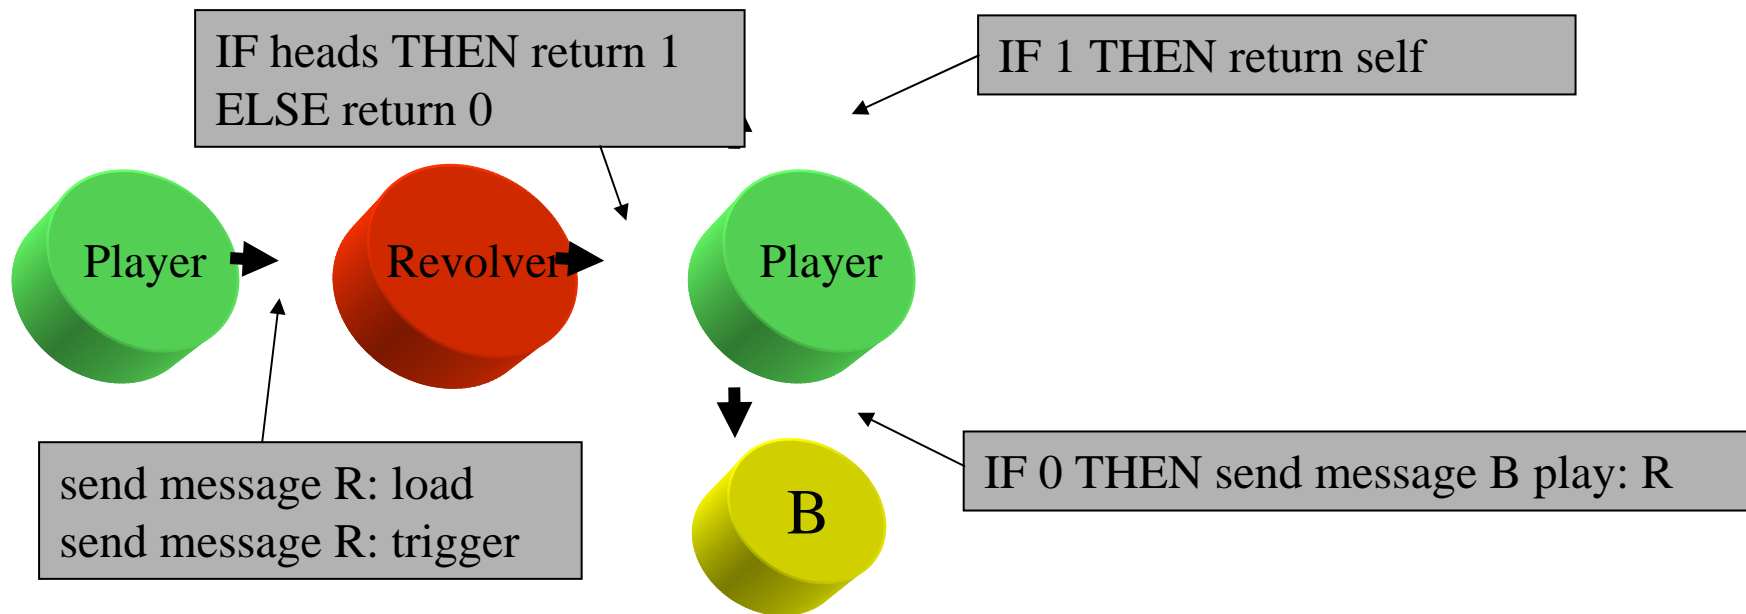 IF heads THEN return 1
ELSE return 0
IF 1 THEN return self
Player
Revolver
Player
send message R: load
send message R: trigger
B
IF 0 THEN send message B play: R